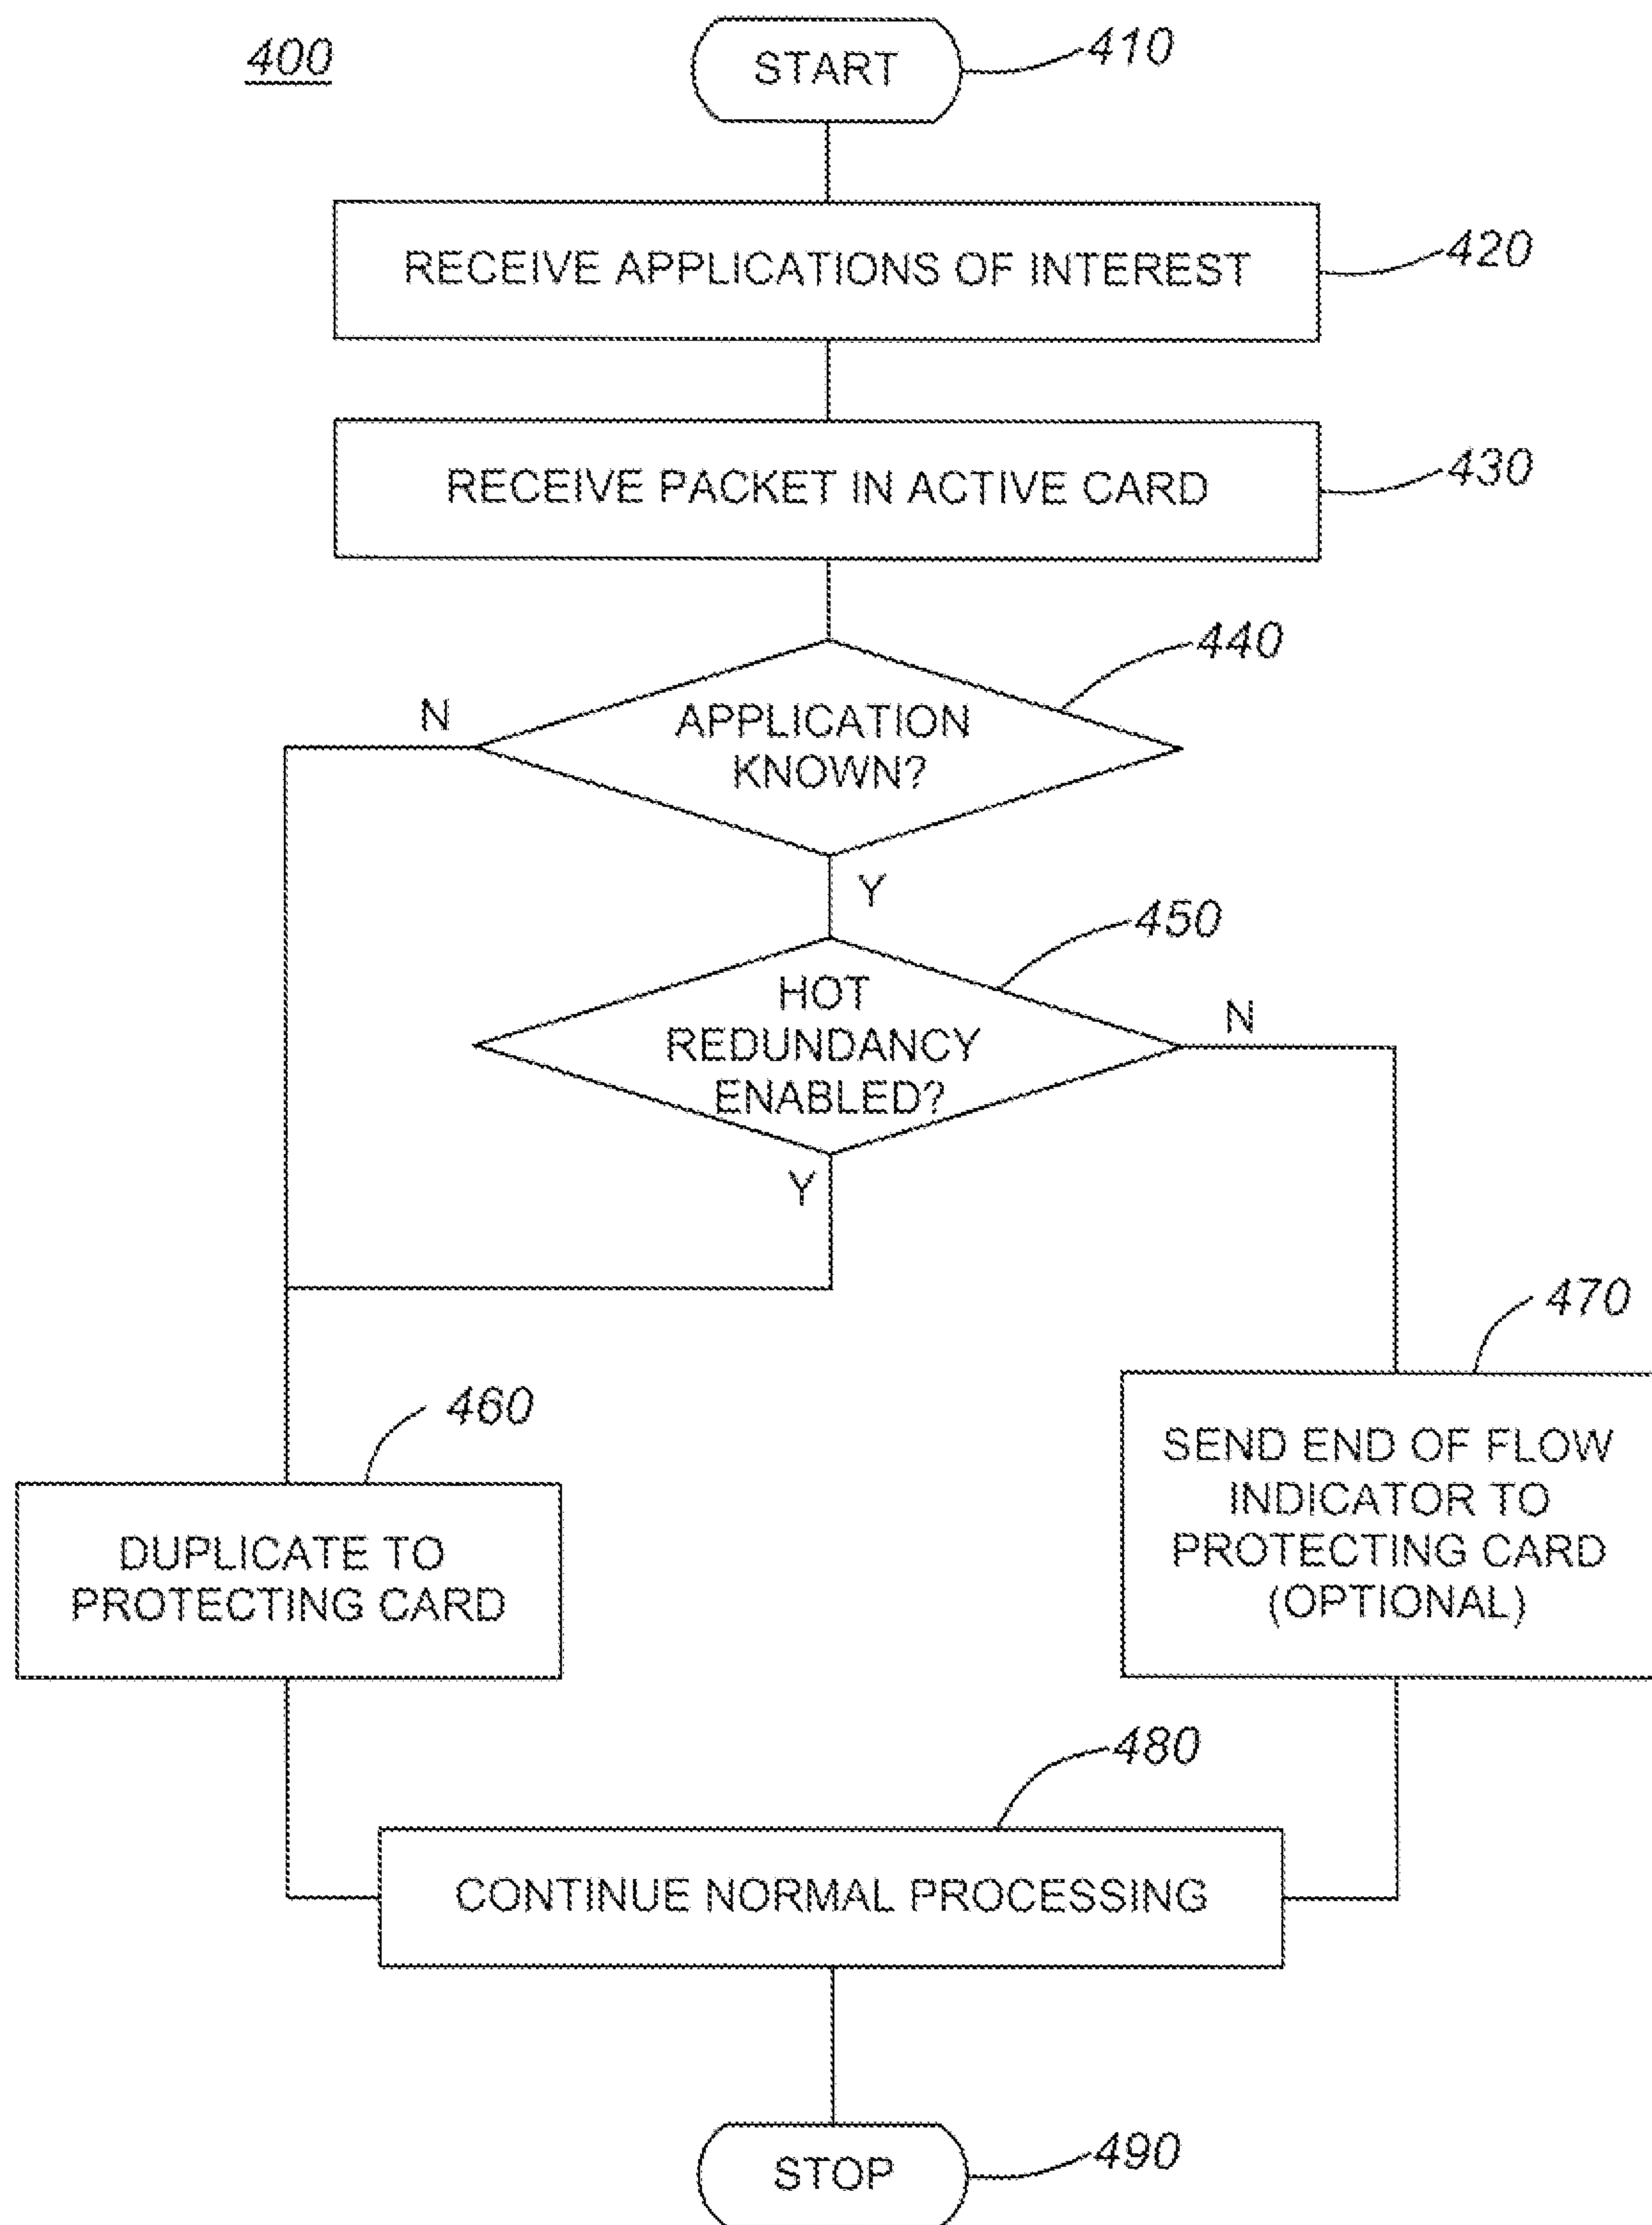 400
START
410
RECEIVE APPLICATIONS OF INTEREST
420
RECEIVE PACKET IN ACTIVE CARD
430
440
N
APPLICATION
KNOWN?
Y
450
HOT
REDUNDANCY
ENABLED?
N
Y
470
460
SEND END OF FLOW
INDICATOR TO
PROTECTING CARD
(OPTIONAL)
DUPLICATE TO
PROTECTING CARD
480
CONTINUE NORMAL PROCESSING
STOP
490